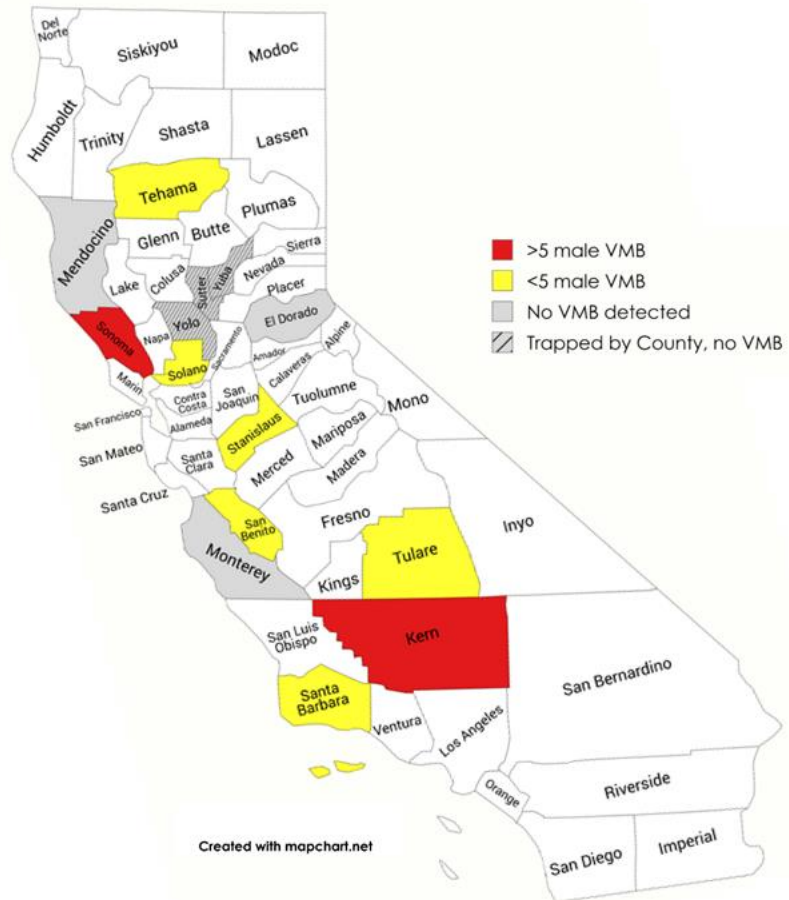 Del
Norte
Siskiyou
Modoc
Humboldt
Trinity
Shasta
Lassen
Tehama
Plumas
Mendocino
Glenn
Butte
Sierra
Lake
Colusa
Sutter
Yuba
Nevada
Placer
Sonoma
Napa
Yolo
Sacramento
El Dorado
Alpine
Amador
Solano
Marin
Contra
Costa
San
Joaquin
Calaveras
Tuolumne
Mono
San Francisco
Alameda
Stanislaus
Mariposa
San Mateo
Santa
Clara
Merced
Madera
Santa Cruz
San
Benito
Fresno
Inyo
Monterey
Kings
Tulare
San Luis
Obispo
Kern
San Bernardino
Santa
Barbara
Ventura
Los Angeles
Orange
Riverside
San Diego
Imperial
>5 male VMB
<5 male VMB
No VMB detected
Trapped by County, no VMB
Created with mapchart.net